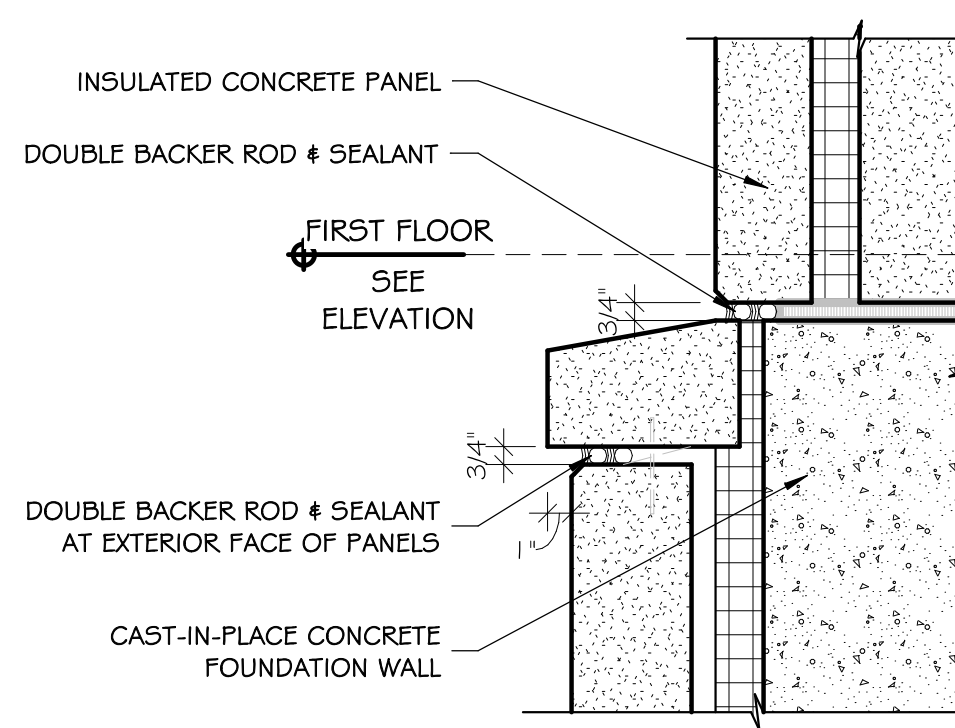 INSULATED CONCRETE PANEL
DOUBLE BACKER ROD & SEALANT
FIRST FLOOR
SEE
ELEVATION
3/4"
3/4"
DOUBLE BACKER ROD & SEALANT
AT EXTERIOR FACE OF PANELS
1"
CAST-IN-PLACE CONCRETE
FOUNDATION WALL